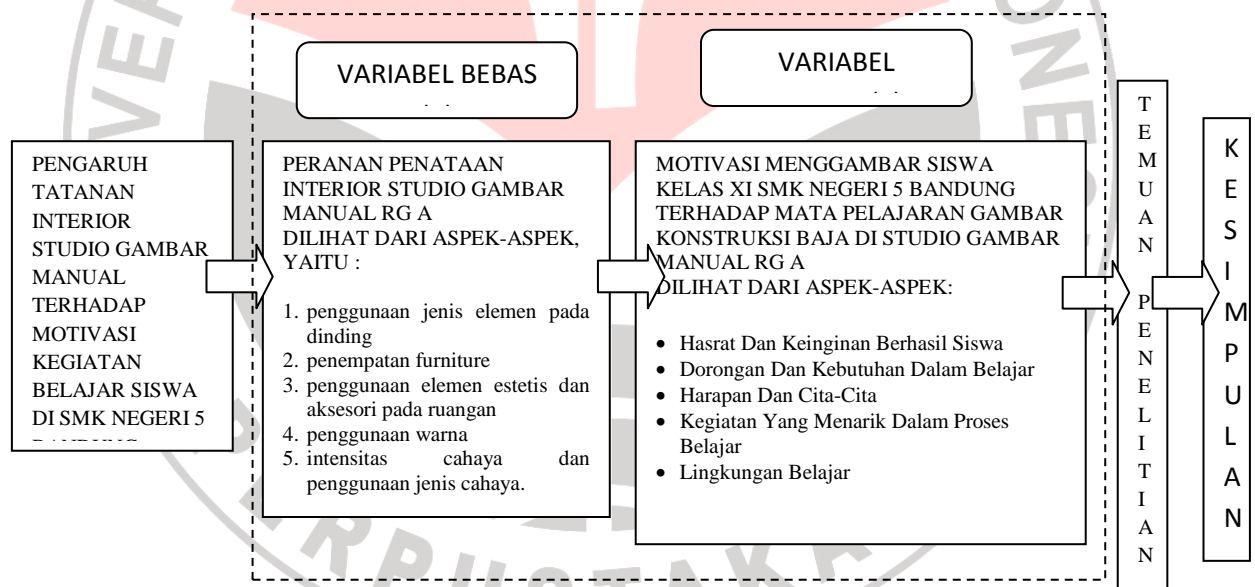 VARIABEL BEBAS
VARIABEL
PENGARUH
TATANAN
INTERIOR
STUDIO GAMBAR
MANUAL
TERHADAP
MOTIVASI
KEGIATAN
BELAJAR SISWA
DI SMK NEGERI 5
PERANAN PENATAAN
INTERIOR STUDIO GAMBAR
MANUAL RG A
DILIHAT DARI ASPEK-ASPEK,
YAITU :
1. penggunaan jenis elemen pada
dinding
2. penempatan furniture
3. penggunaan elemen estetis dan
aksesori pada ruangan
4. penggunaan warna
5. intensitas cahaya dan
penggunaan jenis cahaya.
MOTIVASI MENGGAMBAR SISWA
KELAS XI SMK NEGERI 5 BANDUNG
TERHADAP MATA PELAJARAN GAMBAR
KONSTRUKSI BAJA DI STUDIO GAMBAR
MANUAL RG A
DILIHAT DARI ASPEK-ASPEK:
• Hasrat Dan Keinginan Berhasil Siswa
• Dorongan Dan Kebutuhan Dalam Belajar
• Harapan Dan Cita-Cita
• Kegiatan Yang Menarik Dalam Proses
Belajar
• Lingkungan Belajar
TEMUAN PENELITIAN
KESIMPULAN